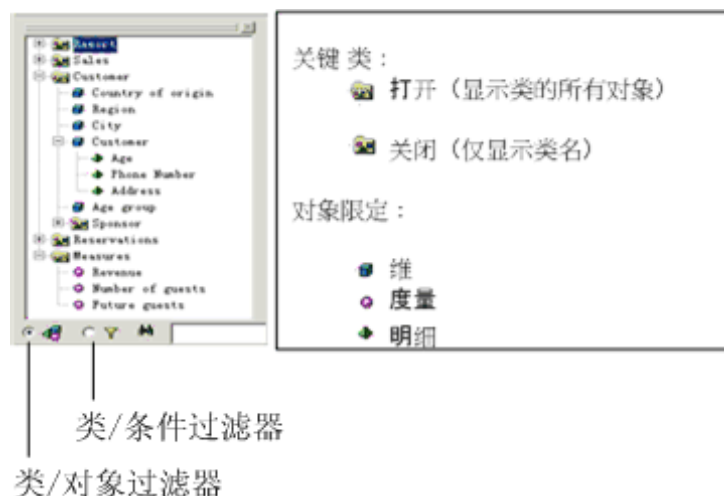 Resort
Sales
Customer
Country of origin
Region
City
Customer
Age
Phone Number
Address
Age group
Sponsor
Reservations
Measures
Revenue
Number of guests
Future guests
关键 类：
打开（显示类的所有对象）
关闭（仅显示类名）
对象限定：
维
度量
明细
类/条件过滤器
类/对象过滤器